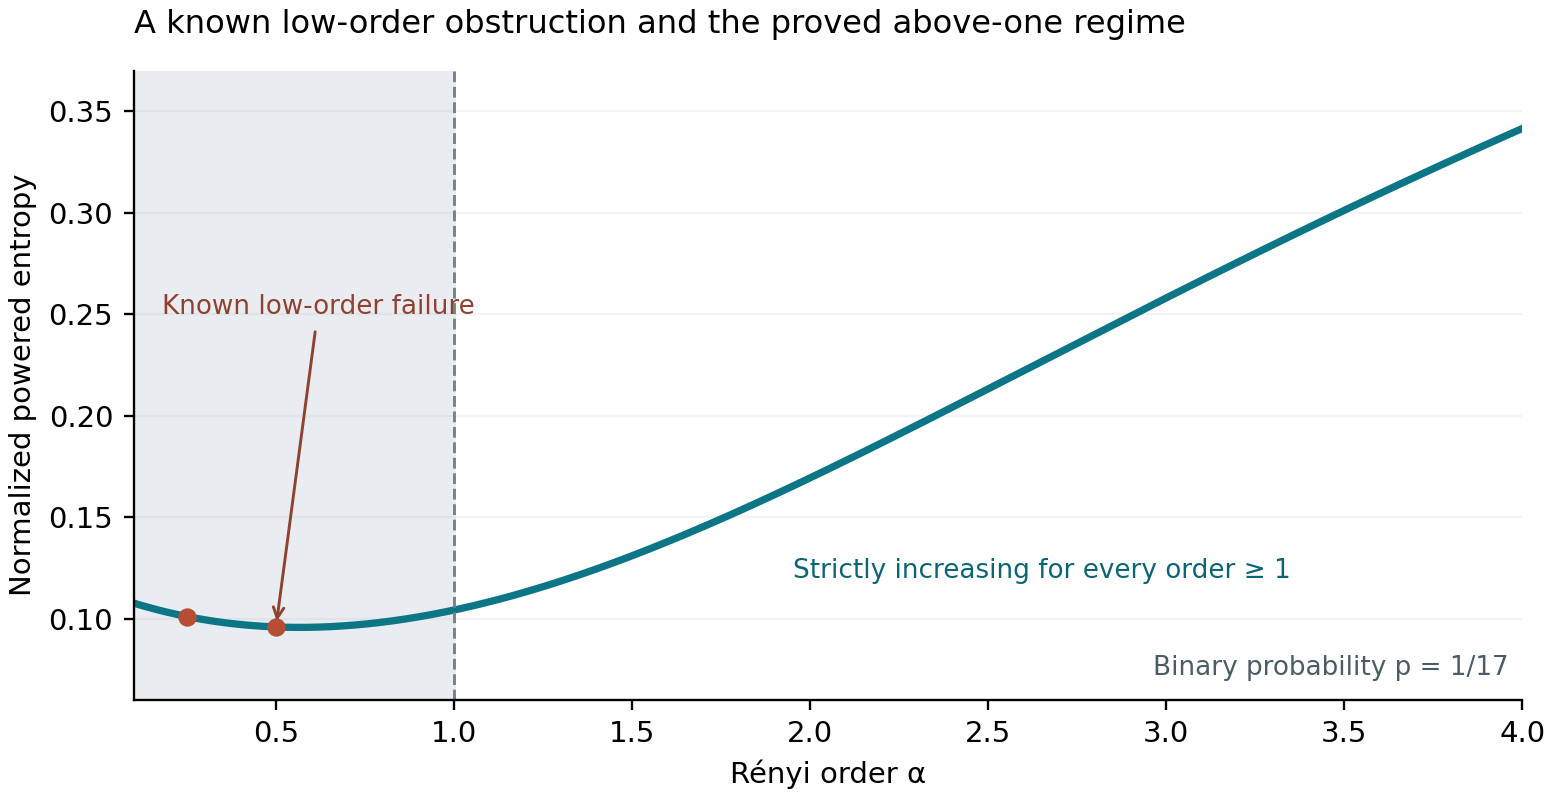 A known low-order obstruction and the proved above-one regime
Normalized powered entropy
0.35
0.30
0.25
0.20
0.15
0.10
Known low-order failure
Strictly increasing for every order ≥ 1
Binary probability p = 1/17
0.5
1.0
1.5
2.0
2.5
3.0
3.5
4.0
Rényi order α